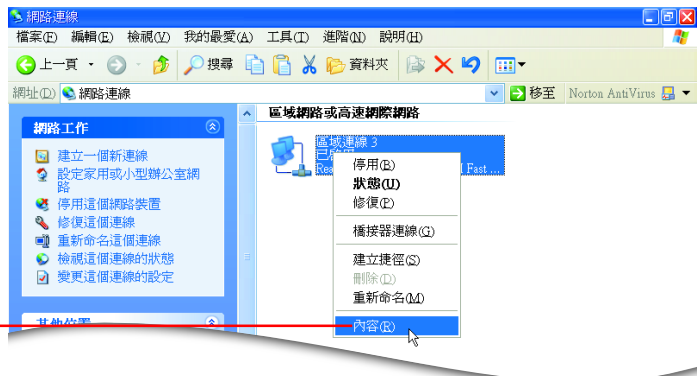 網路連線
檔案(F) 編輯(E) 檢視(V) 我的最愛(A) 工具(T) 進階(N) 說明(H)
上一頁 搜尋 資料夾
網址(D) 網路連線 移至 Norton AntiVirus
網路工作
建立一個新連線
設定家用或小型辦公室網
路
停用這個網路裝置
修復這個連線
重新命名這個連線
檢視這個連線的狀態
變更這個連線的設定
其他位置
區域網路或高速網際網路
區域連線 3
已啟用
Rea
Fast ...
停用(B)
狀態(U)
修復(P)
橋接器連線(G)
建立捷徑(S)
刪除(D)
重新命名(M)
內容(R)